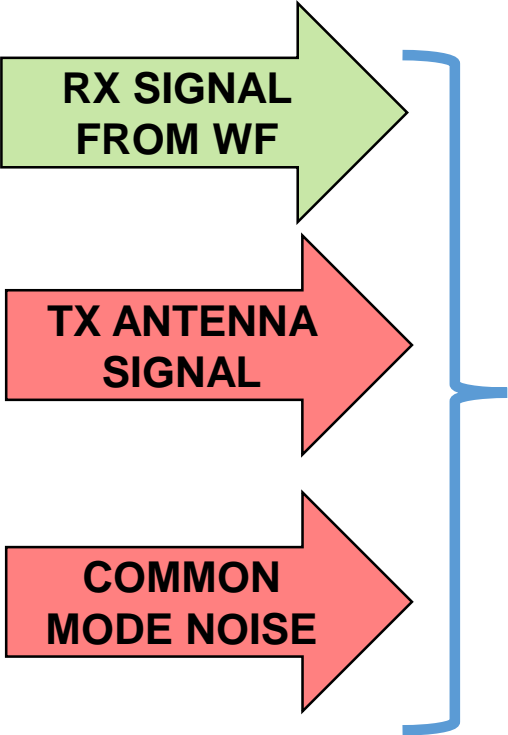 RX SIGNAL
FROM WF
TX ANTENNA
SIGNAL
COMMON
MODE NOISE